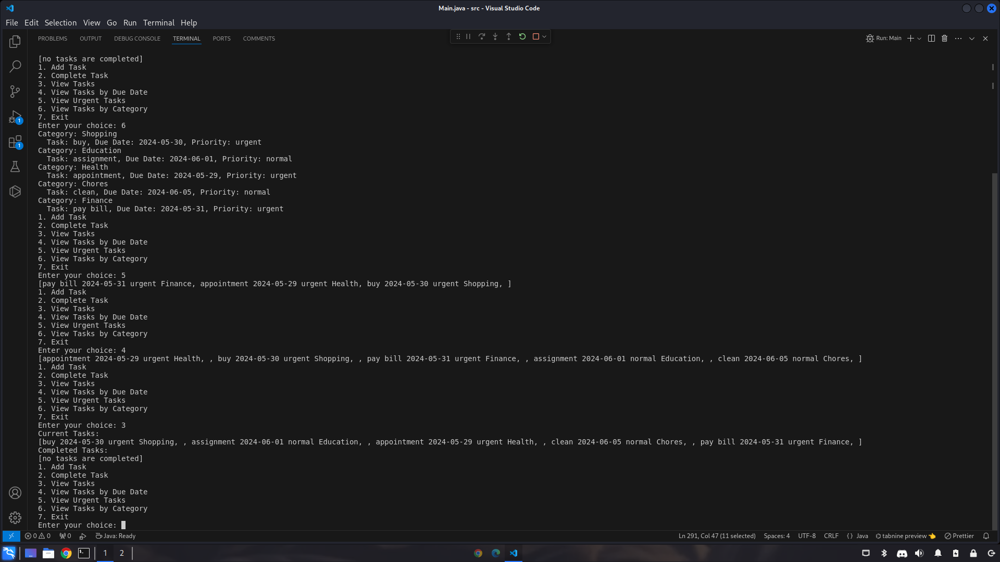 Main.java - src - Visual Studio Code
File Edit Selection View Go Run Terminal Help
PROBLEMS OUTPUT DEBUG CONSOLE TERMINAL PORTS COMMENTS
Run: Main
[no tasks are completed]
1. Add Task
2. Complete Task
3. View Tasks
4. View Tasks by Due Date
5. View Urgent Tasks
6. View Tasks by Category
7. Exit
Enter your choice: 6
Category: Shopping
  Task: buy, Due Date: 2024-05-30, Priority: urgent
Category: Education
  Task: assignment, Due Date: 2024-06-01, Priority: normal
Category: Health
  Task: appointment, Due Date: 2024-05-29, Priority: urgent
Category: Chores
  Task: clean, Due Date: 2024-06-05, Priority: normal
Category: Finance
  Task: pay bill, Due Date: 2024-05-31, Priority: urgent
1. Add Task
2. Complete Task
3. View Tasks
4. View Tasks by Due Date
5. View Urgent Tasks
6. View Tasks by Category
7. Exit
Enter your choice: 5
[pay bill 2024-05-31 urgent Finance, appointment 2024-05-29 urgent Health, buy 2024-05-30 urgent Shopping, ]
1. Add Task
2. Complete Task
3. View Tasks
4. View Tasks by Due Date
5. View Urgent Tasks
6. View Tasks by Category
7. Exit
Enter your choice: 4
[appointment 2024-05-29 urgent Health, , buy 2024-05-30 urgent Shopping, , pay bill 2024-05-31 urgent Finance, , assignment 2024-06-01 normal Education, , clean 2024-06-05 normal Chores, ]
1. Add Task
2. Complete Task
3. View Tasks
4. View Tasks by Due Date
5. View Urgent Tasks
6. View Tasks by Category
7. Exit
Enter your choice: 3
Current Tasks:
[buy 2024-05-30 urgent Shopping, , assignment 2024-06-01 normal Education, , appointment 2024-05-29 urgent Health, , clean 2024-06-05 normal Chores, , pay bill 2024-05-31 urgent Finance, ]
Completed Tasks:
[no tasks are completed]
1. Add Task
2. Complete Task
3. View Tasks
4. View Tasks by Due Date
5. View Urgent Tasks
6. View Tasks by Category
7. Exit
Enter your choice:
1
1
0 0 0 Java: Ready
Ln 291, Col 47 (11 selected) Spaces: 4 UTF-8 CRLF {} Java tabnine preview 👈 Prettier
1 2